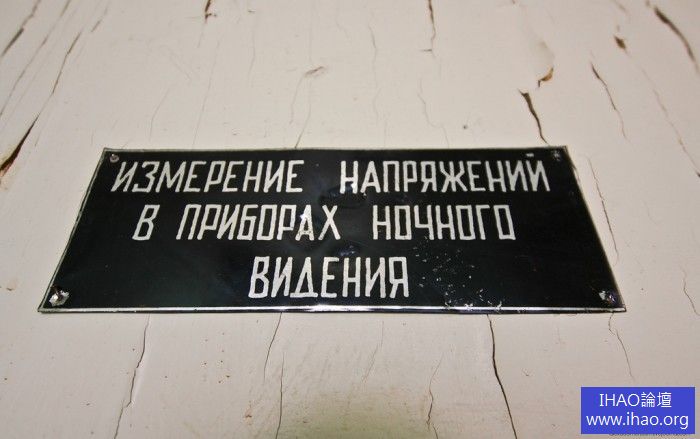 ИЗМЕРЕНИЕ НАПРЯЖЕНИЙ
В ПРИБОРАХ НОЧНОГО
ВИДЕНИЯ
IHAO論壇
www.ihao.org